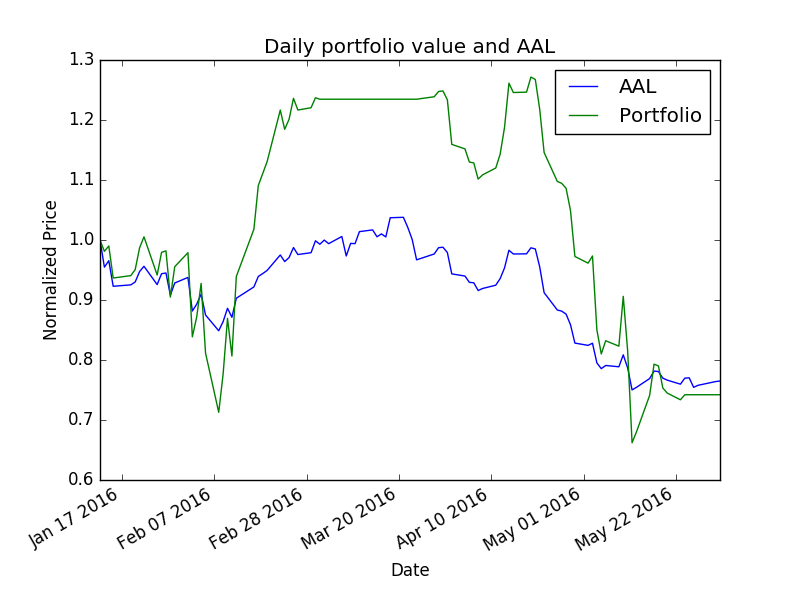 Daily portfolio value and AAL
1.3
1.2
1.1
1.0
0.9
0.8
0.7
0.6
Normalized Price
AAL
Portfolio
Jan 17 2016
Feb 07 2016
Feb 28 2016
Mar 20 2016
Apr 10 2016
May 01 2016
May 22 2016
Date